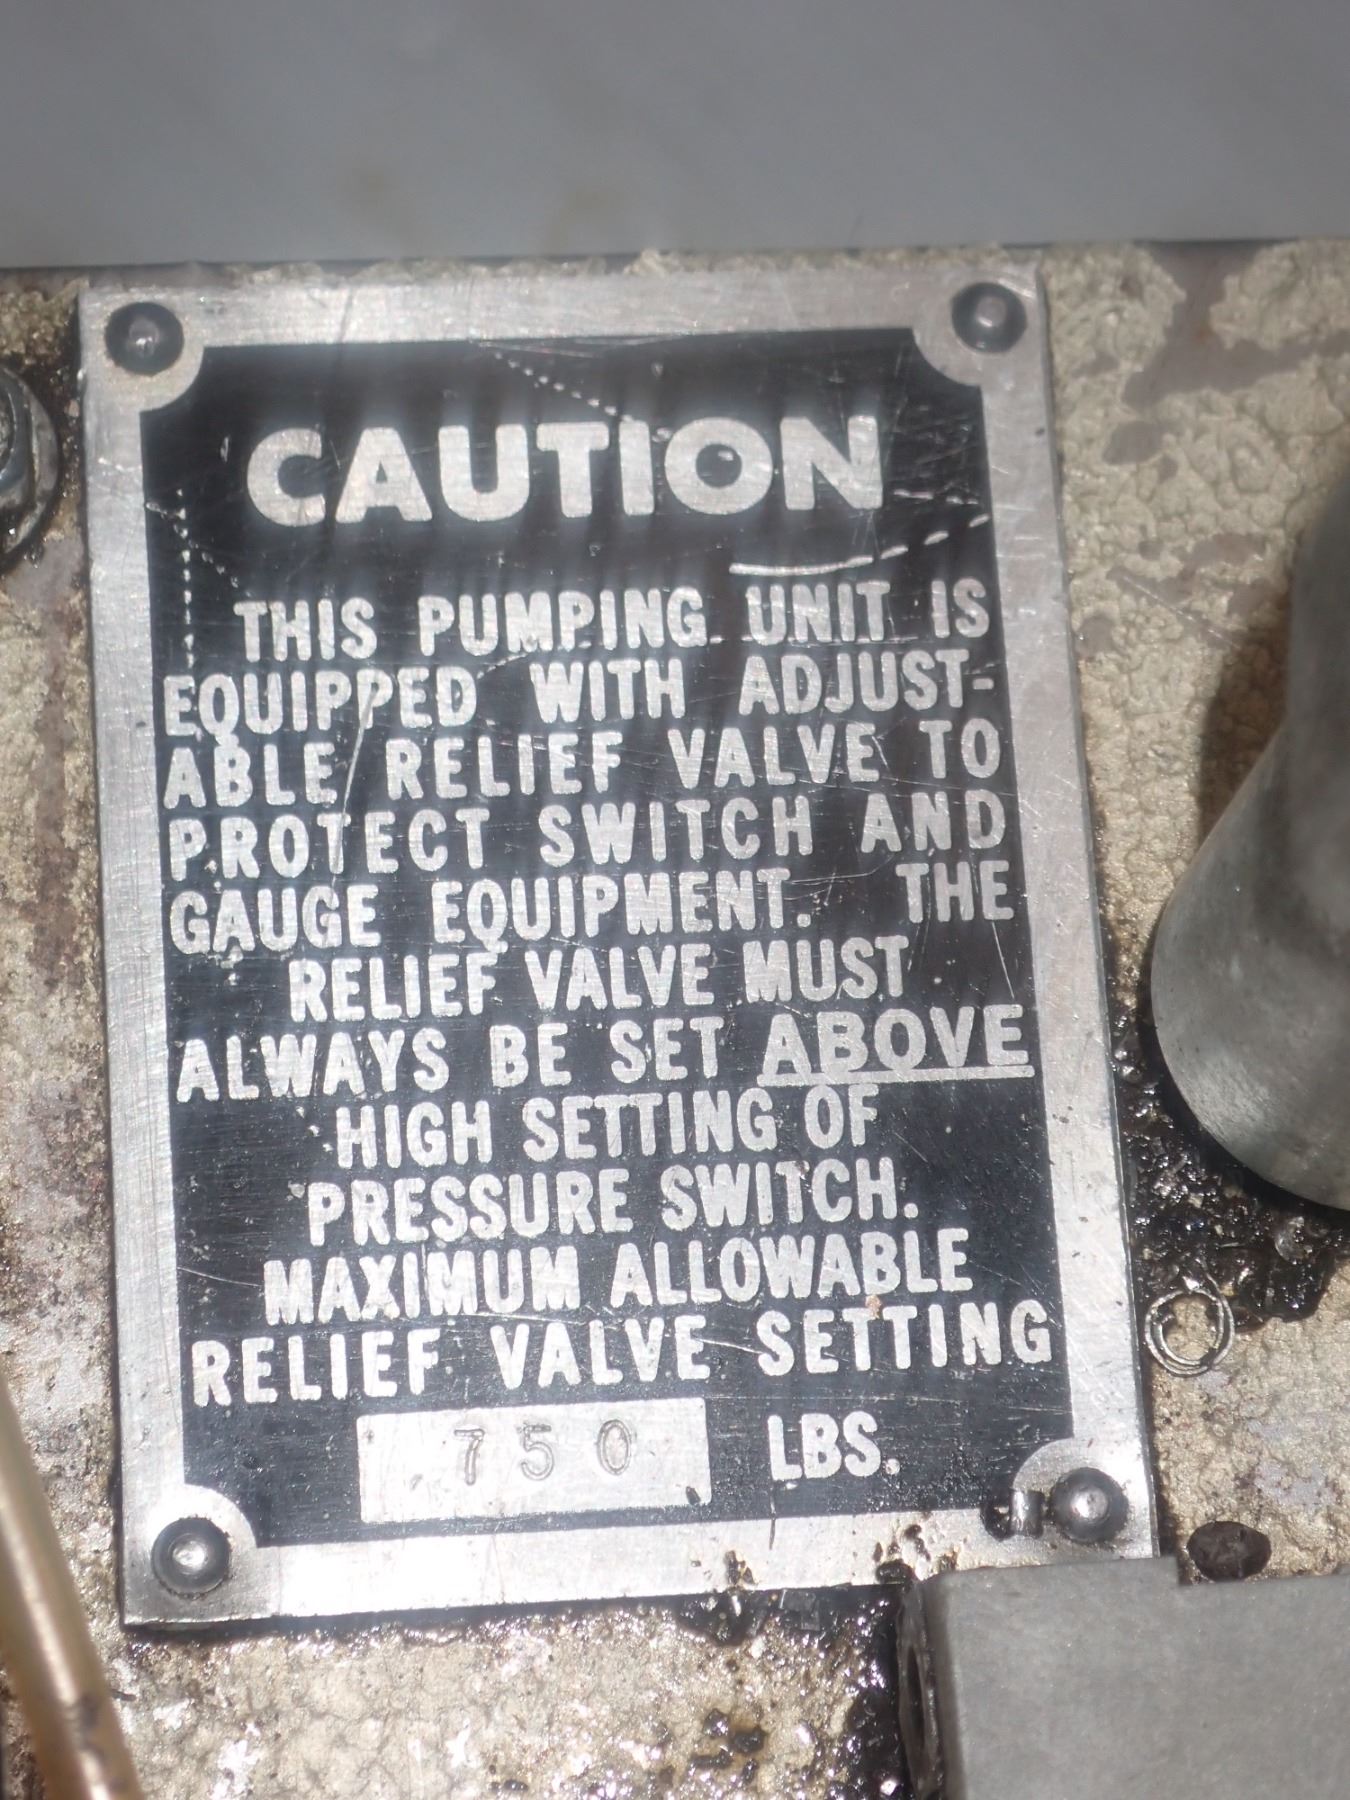 CAUTION
THIS PUMPING UNIT IS
EQUIPPED WITH ADJUST-
ABLE RELIEF VALVE TO
PROTECT SWITCH AND
GAUGE EQUIPMENT. THE
RELIEF VALVE MUST
ALWAYS BE SET ABOVE
HIGH SETTING OF
PRESSURE SWITCH.
MAXIMUM ALLOWABLE
RELIEF VALVE SETTING
750 LBS.